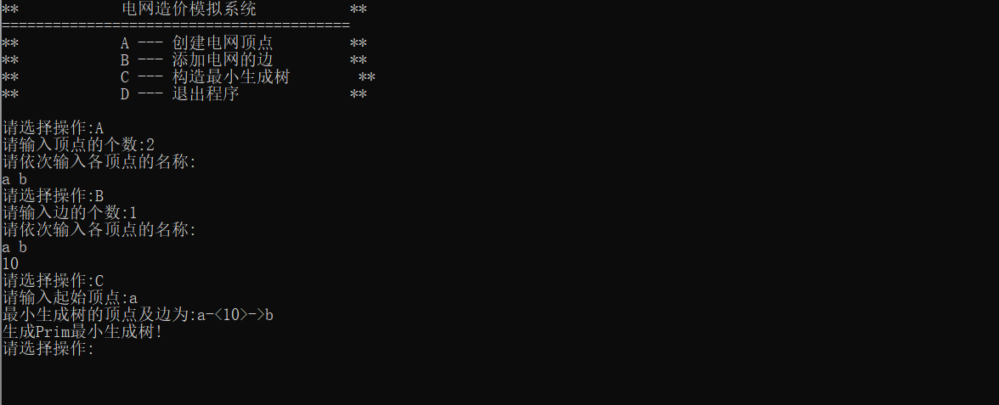 **            电网造价模拟系统           **
=========================================
**            A --- 创建电网顶点         **
**            B --- 添加电网的边         **
**            C --- 构造最小生成树        **
**            D --- 退出程序             **
请选择操作:A
请输入顶点的个数:2
请依次输入各顶点的名称:
a b
请选择操作:B
请输入边的个数:1
请依次输入各顶点的名称:
a b
10
请选择操作:C
请输入起始顶点:a
最小生成树的顶点及边为:a-<10>->b
生成Prim最小生成树!
请选择操作: